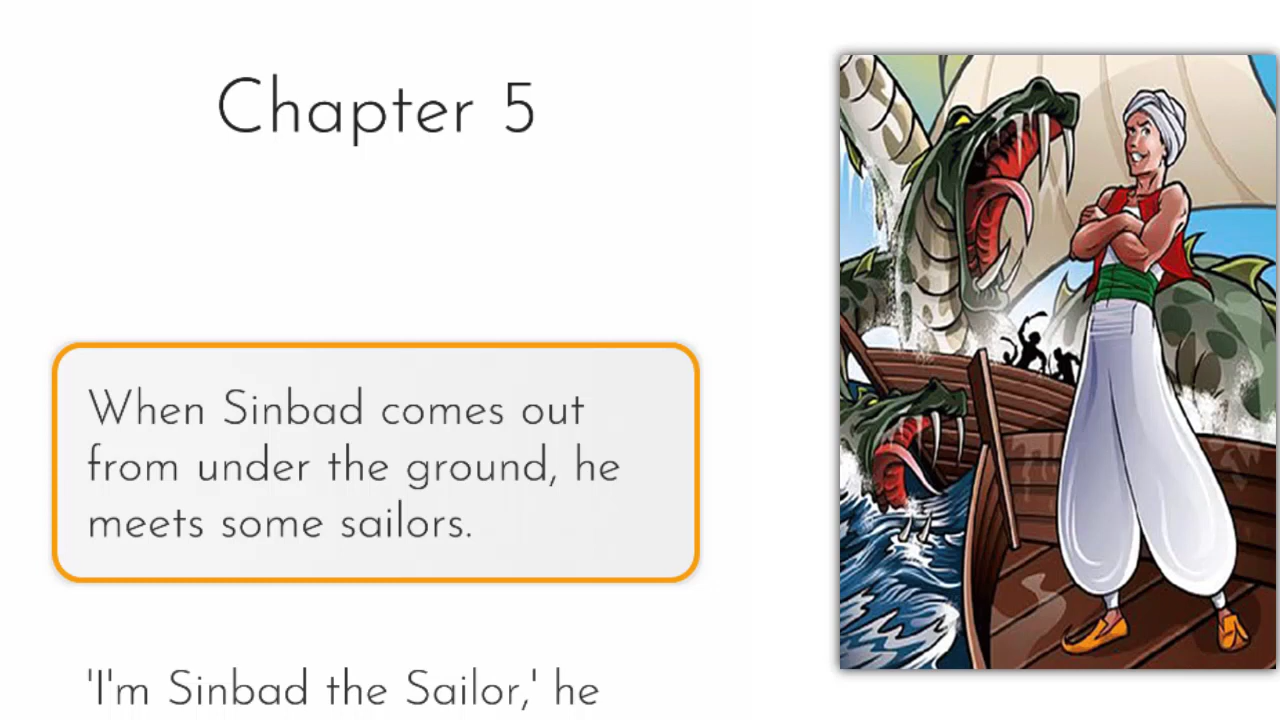 Chapter 5
When Sinbad comes out
from under the ground, he
meets some sailors.
'I'm Sinbad the Sailor,' he